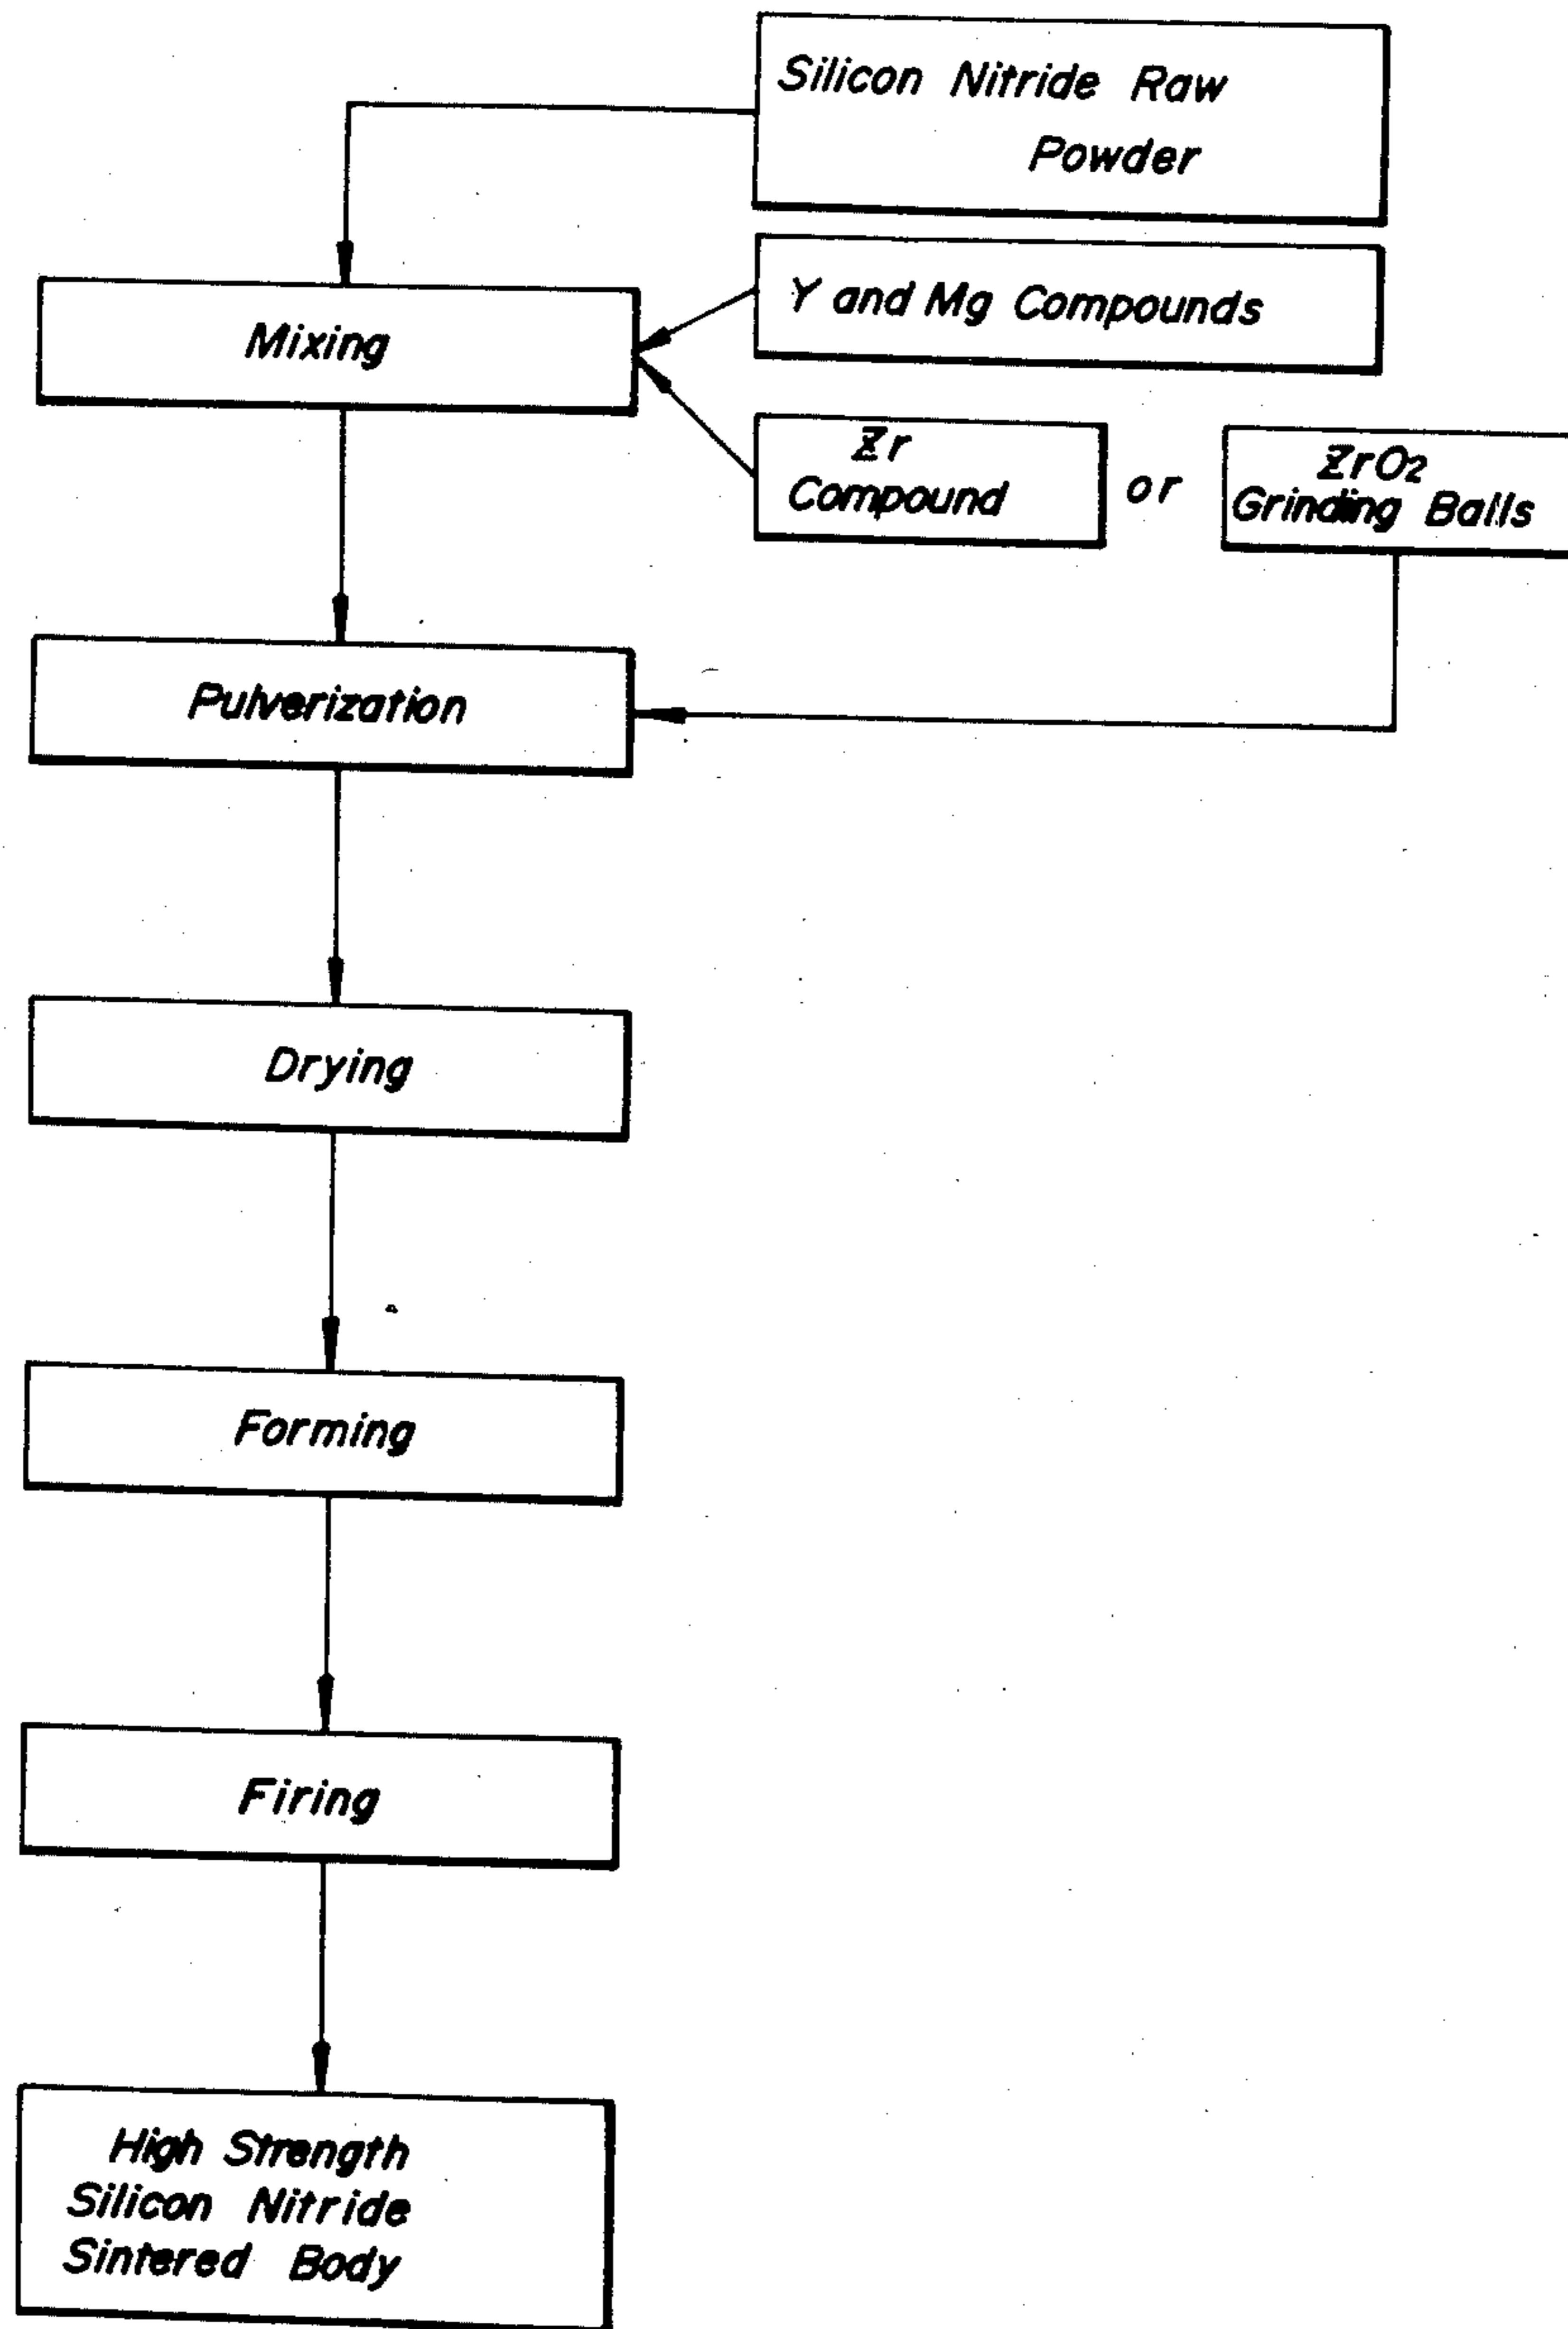 Silicon Nitride Raw
Powder
Y and Mg Compounds
Mixing
Zr
Compound
or
ZrO2
Grinding Balls
Pulverization
Drying
Forming
Firing
High Strength
Silicon Nitride
Sintered Body